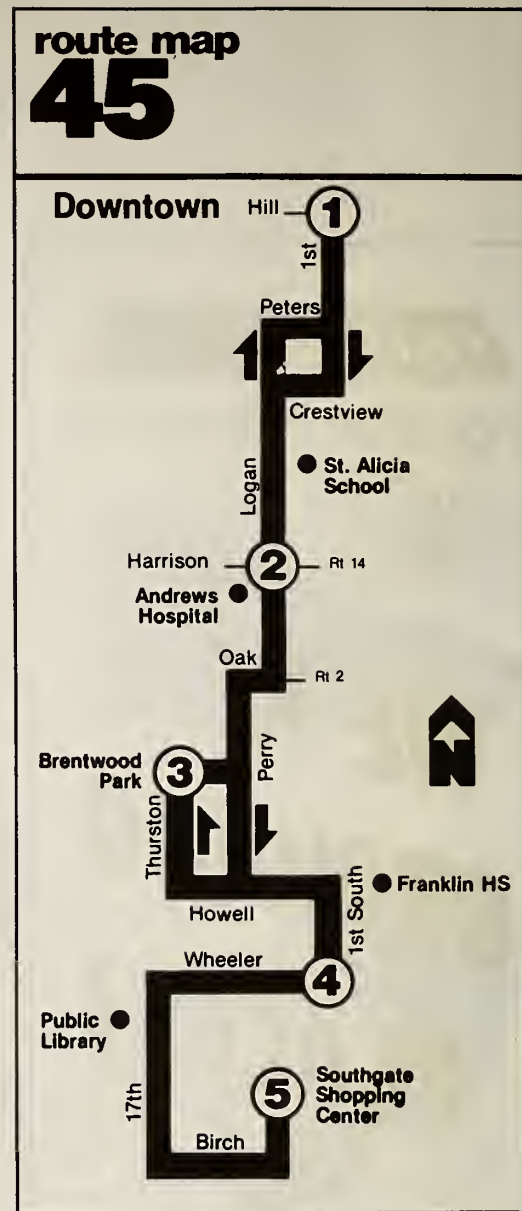 route map
45
Downtown
Hill
1
1st
Peters
Crestview
Logan
St. Alicia
School
Harrison
2
Rt 14
Andrews
Hospital
Oak
Rt 2
Perry
Brentwood
Park
3
Thurston
N
Howell
1st South
Franklin HS
Wheeler
4
Public
Library
17th
5
Southgate
Shopping
Center
Birch